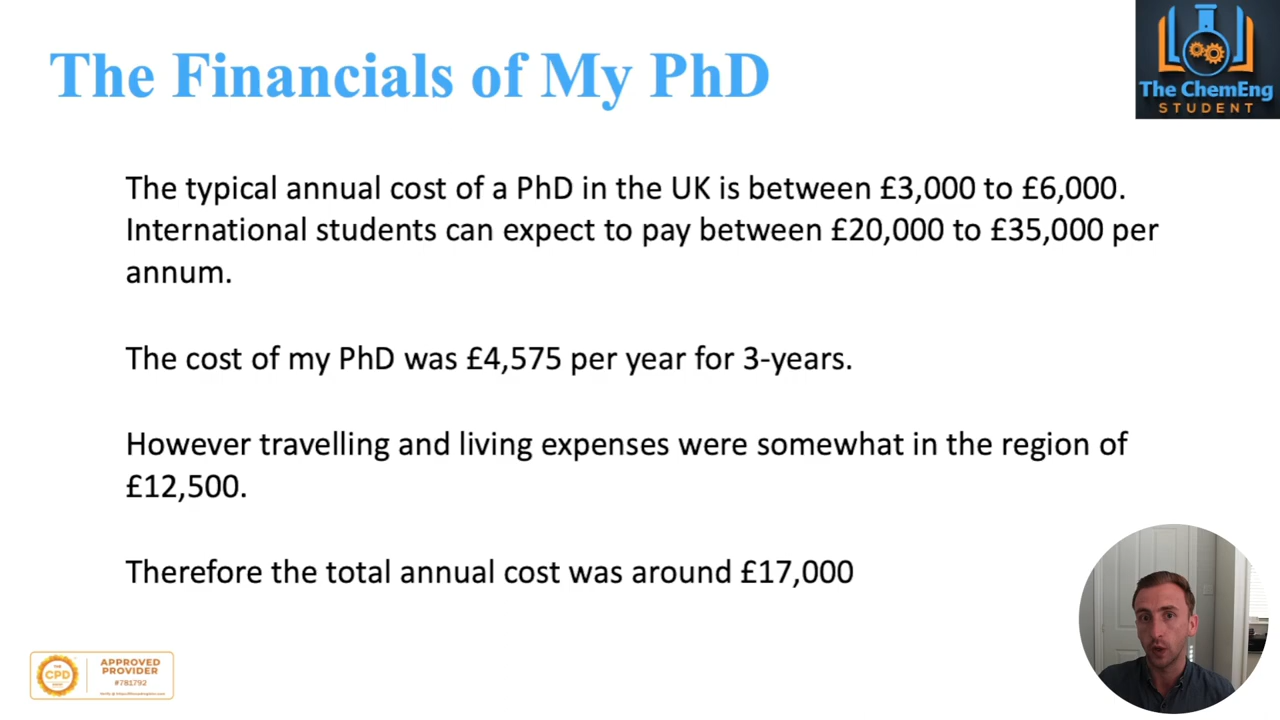 The Financials of My PhD
The ChemEng
STUDENT
The typical annual cost of a PhD in the UK is between £3,000 to £6,000.
International students can expect to pay between £20,000 to £35,000 per
annum.
The cost of my PhD was £4,575 per year for 3-years.
However travelling and living expenses were somewhat in the region of
£12,500.
Therefore the total annual cost was around £17,000
CPD
APPROVED
PROVIDER
#781792